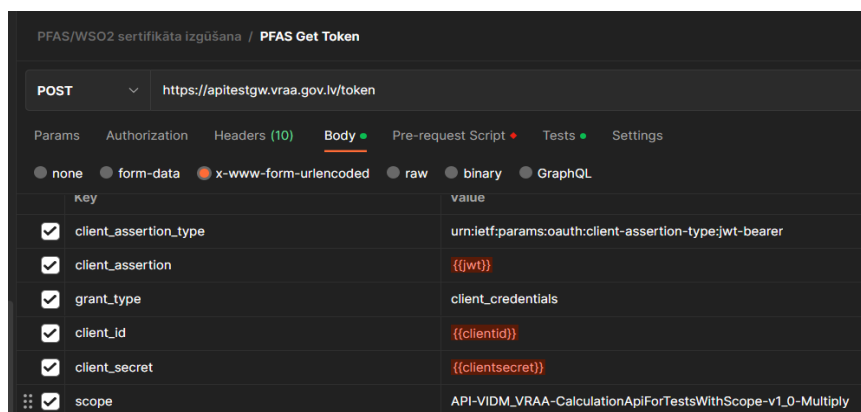 PFAS/WSO2 sertifikāta izgūšana / PFAS Get Token
POST https://apitestgw.vraa.gov.lv/token
Params Authorization Headers (10) Body Pre-request Script Tests Settings
none form-data x-www-form-urlencoded raw binary GraphQL
Key Value
client_assertion_type urn:ietf:params:oauth:client-assertion-type:jwt-bearer
client_assertion {{jwt}}
grant_type client_credentials
client_id {{clientid}}
client_secret {{clientsecret}}
scope API-VIDM_VRAA-CalculationApiForTestsWithScope-v1_0-Multiply